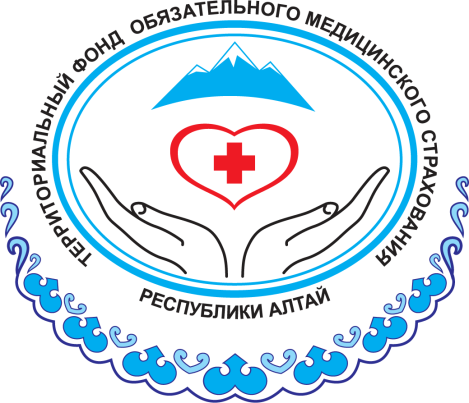 ТЕРРИТОРИАЛЬНЫЙ ФОНД ОБЯЗАТЕЛЬНОГО МЕДИЦИНСКОГО СТРАХОВАНИЯ
РЕСПУБЛИКИ АЛТАЙ